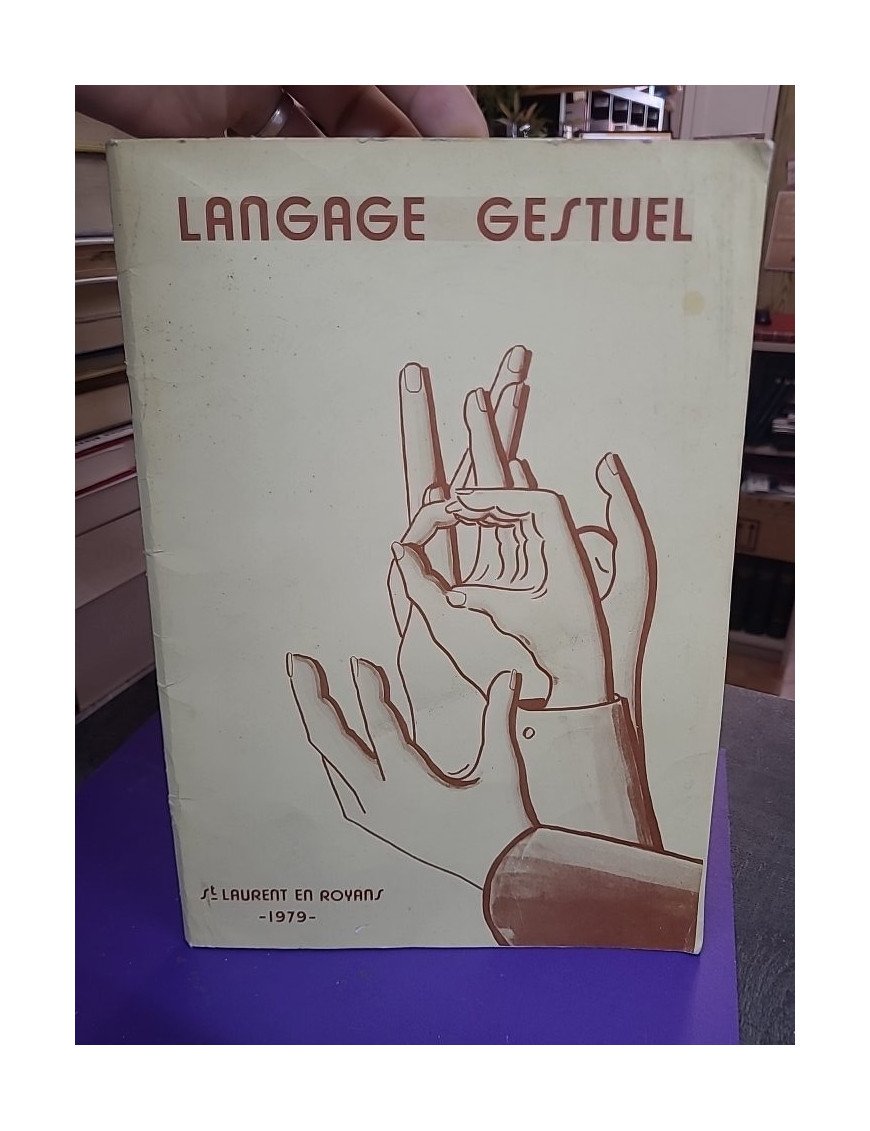 LANGAGE GESTUEL
St LAURENT EN ROYANS
-1979-